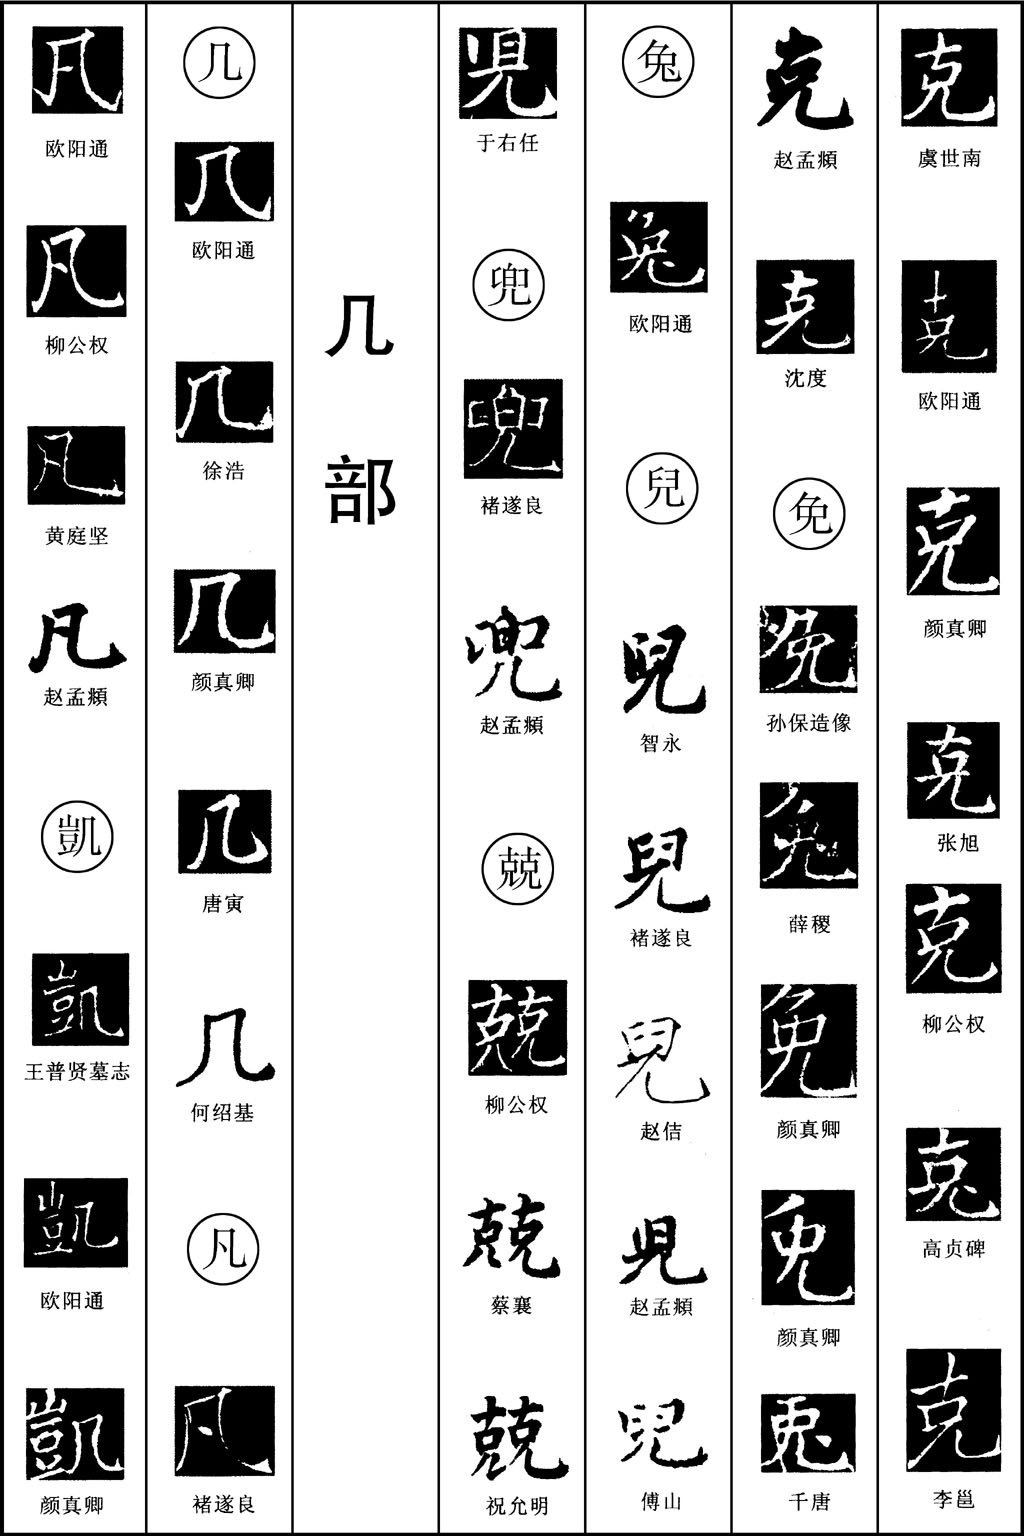 克
虞世南
克
欧阳通
克
颜真卿
克
张旭
克
柳公权
克
高贞碑
克
李邕
克
赵孟頫
克
沈度
免
免
孙保造像
免
薛稷
免
颜真卿
免
颜真卿
免
千唐
兔
兔
欧阳通
兒
兒
智永
兒
褚遂良
兒
赵佶
兒
赵孟頫
兒
傅山
兒
于右任
兜
兜
褚遂良
兜
赵孟頫
兢
兢
柳公权
兢
蔡襄
兢
祝允明
几部
几
几
欧阳通
几
徐浩
几
颜真卿
几
唐寅
几
何绍基
凡
凡
褚遂良
凡
欧阳通
凡
柳公权
凡
黄庭坚
凡
赵孟頫
凱
凱
王普贤墓志
凱
欧阳通
凱
颜真卿